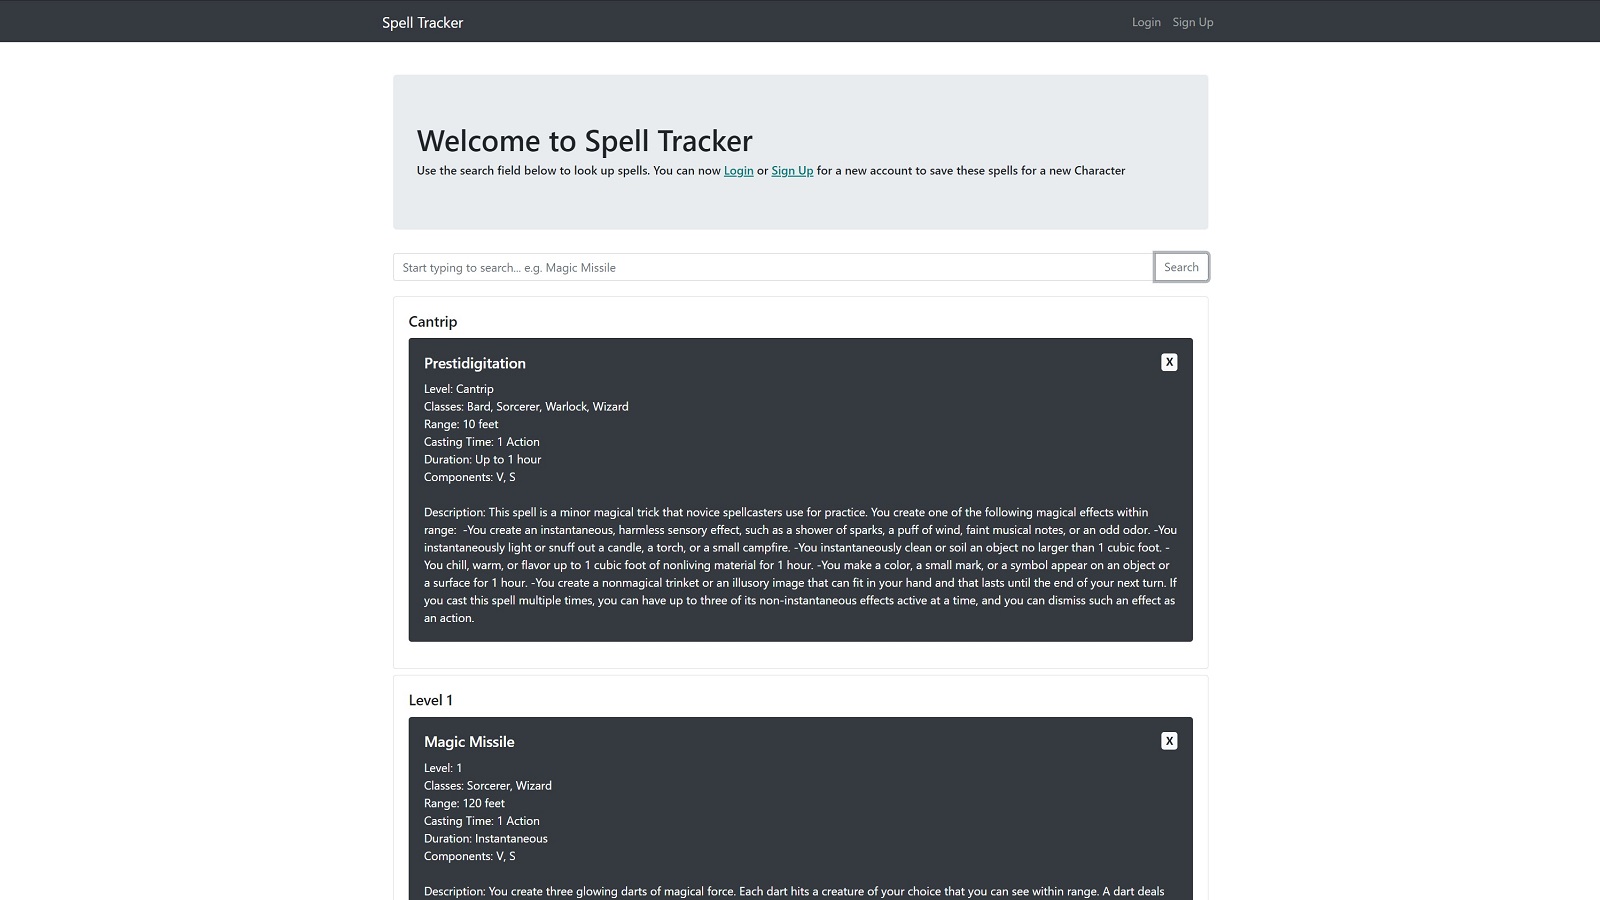 Spell Tracker
Login Sign Up
Welcome to Spell Tracker
Use the search field below to look up spells. You can now Login or Sign Up for a new account to save these spells for a new Character
Start typing to search... e.g. Magic Missile
Search
Cantrip
Prestidigitation
X
Level: Cantrip
Classes: Bard, Sorcerer, Warlock, Wizard
Range: 10 feet
Casting Time: 1 Action
Duration: Up to 1 hour
Components: V, S
Description: This spell is a minor magical trick that novice spellcasters use for practice. You create one of the following magical effects within
range:  -You create an instantaneous, harmless sensory effect, such as a shower of sparks, a puff of wind, faint musical notes, or an odd odor. -You
instantaneously light or snuff out a candle, a torch, or a small campfire. -You instantaneously clean or soil an object no larger than 1 cubic foot. -
You chill, warm, or flavor up to 1 cubic foot of nonliving material for 1 hour. -You make a color, a small mark, or a symbol appear on an object or
a surface for 1 hour. -You create a nonmagical trinket or an illusory image that can fit in your hand and that lasts until the end of your next turn. If
you cast this spell multiple times, you can have up to three of its non-instantaneous effects active at a time, and you can dismiss such an effect as
an action.
Level 1
Magic Missile
X
Level: 1
Classes: Sorcerer, Wizard
Range: 120 feet
Casting Time: 1 Action
Duration: Instantaneous
Components: V, S
Description: You create three glowing darts of magical force. Each dart hits a creature of your choice that you can see within range. A dart deals